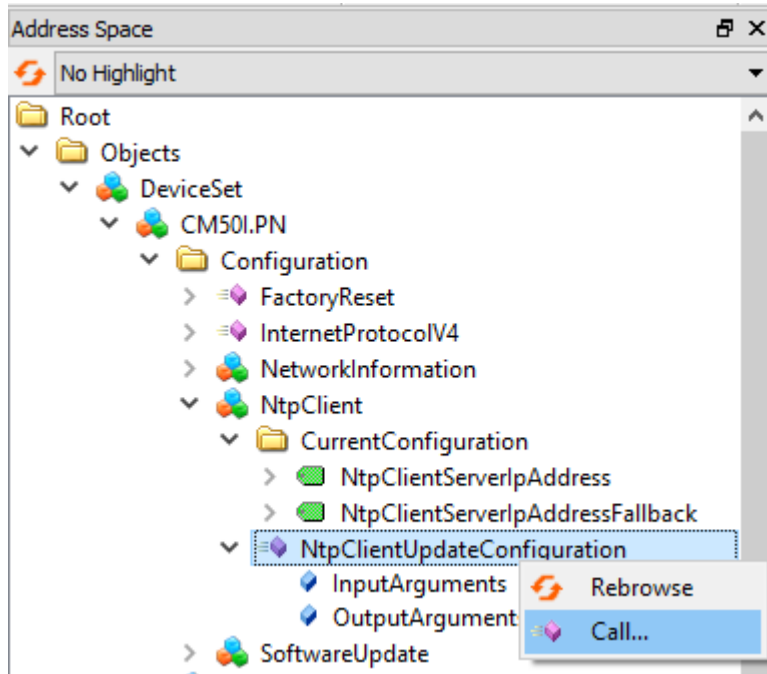 Address Space
No Highlight
Root
Objects
DeviceSet
CM50I.PN
Configuration
FactoryReset
InternetProtocolV4
NetworkInformation
NtpClient
CurrentConfiguration
NtpClientServerIpAddress
NtpClientServerIpAddressFallback
NtpClientUpdateConfiguration
InputArguments
Rebrowse
OutputArgument
Call...
SoftwareUpdate